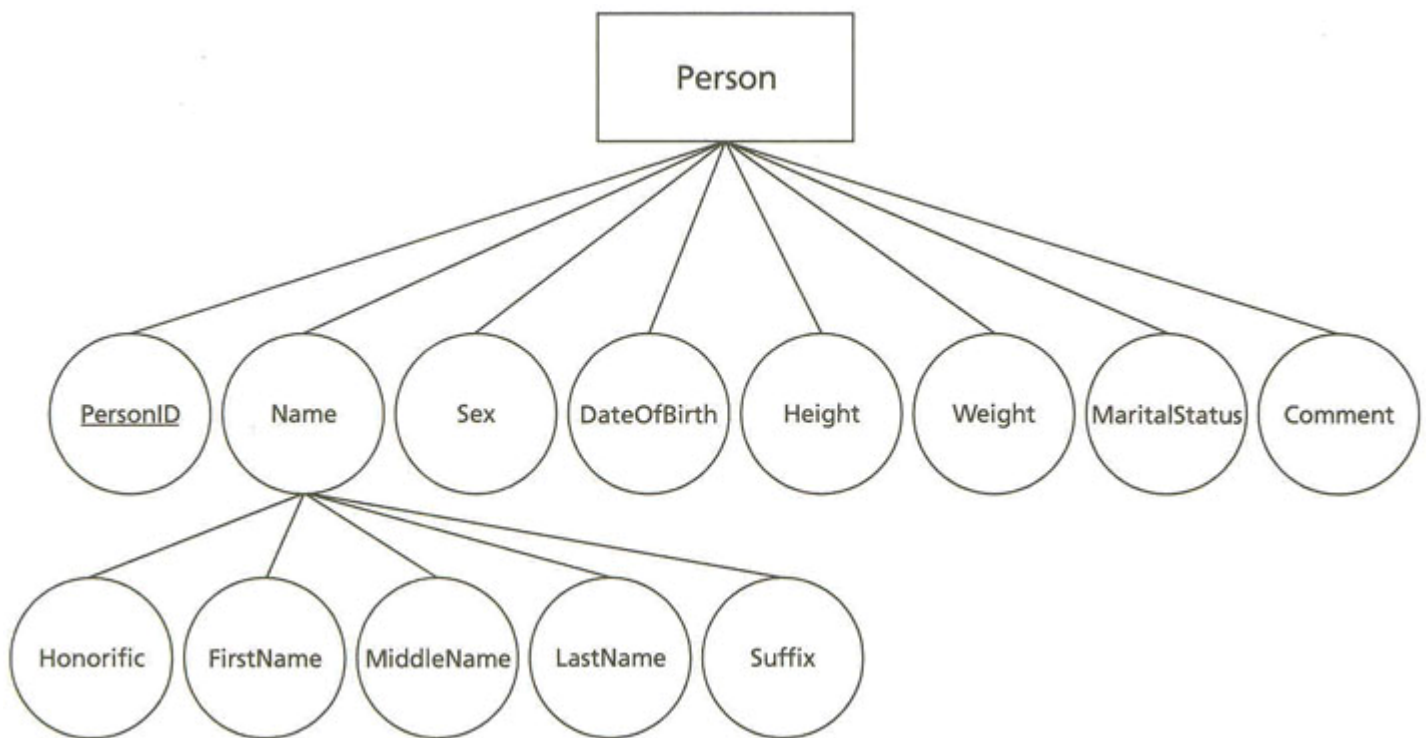 Person
PersonID
Name
Sex
DateOfBirth
Height
Weight
MaritalStatus
Comment
Honorific
FirstName
MiddleName
LastName
Suffix